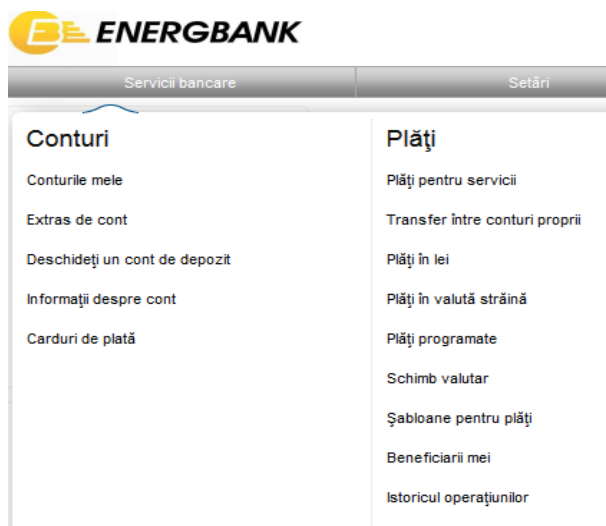 ENERGBANK
Servicii bancare
Setări
Conturi
Conturile mele
Extras de cont
Deschideţi un cont de depozit
Informaţii despre cont
Carduri de plată
Plăţi
Plăţi pentru servicii
Transfer între conturi proprii
Plăţi în lei
Plăţi în valută străină
Plăţi programate
Schimb valutar
Şabloane pentru plăţi
Beneficiarii mei
Istoricul operaţiunilor